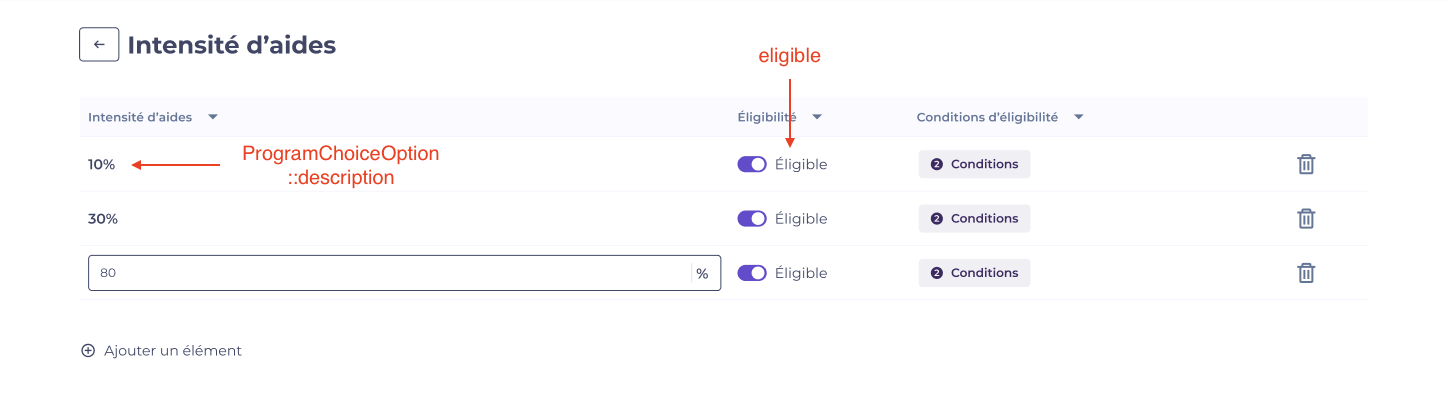 Intensité d’aides
eligible
Intensité d’aides Éligibilité Conditions d’éligibilité
10% ProgramChoiceOption Éligible 2 Conditions
::description
30% Éligible 2 Conditions
80 % Éligible 2 Conditions
Ajouter un élément